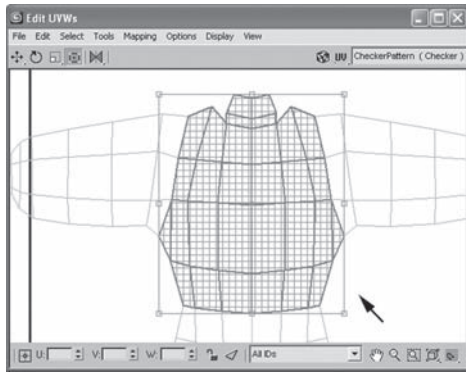 Edit UVWs
File Edit Select Tools Mapping Options Display View
UV CheckerPattern ( Checker )
U: V: W: All IDs